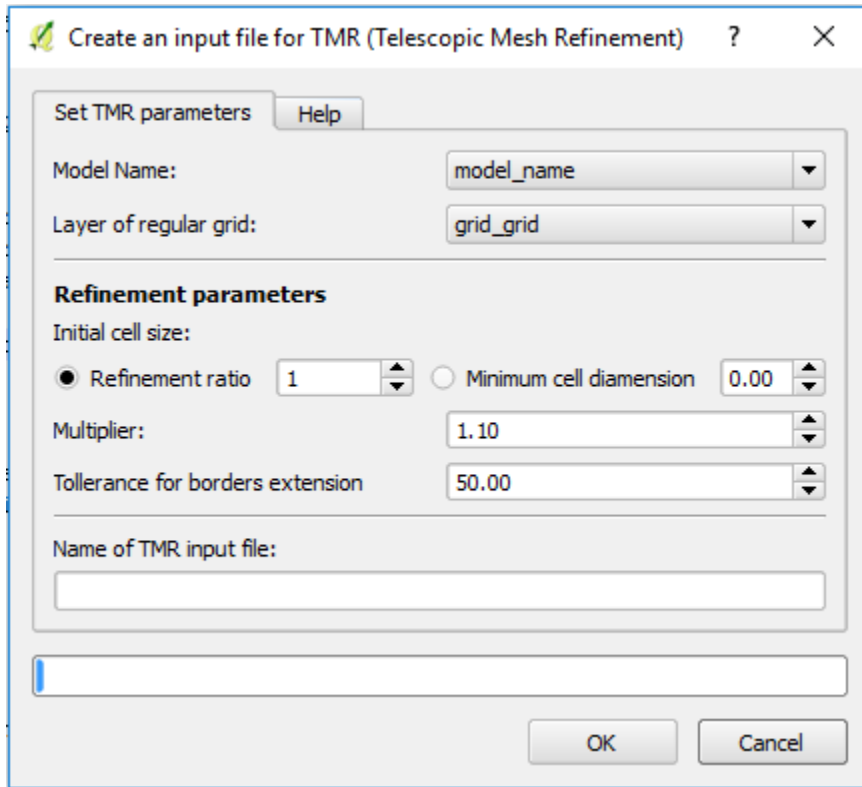 Create an input file for TMR (Telescopic Mesh Refinement) ?
Set TMR parameters Help
Model Name: model_name
Layer of regular grid: grid_grid
Refinement parameters
Initial cell size:
Refinement ratio 1 Minimum cell diamension 0.00
Multiplier: 1.10
Tollerance for borders extension 50.00
Name of TMR input file:
OK Cancel